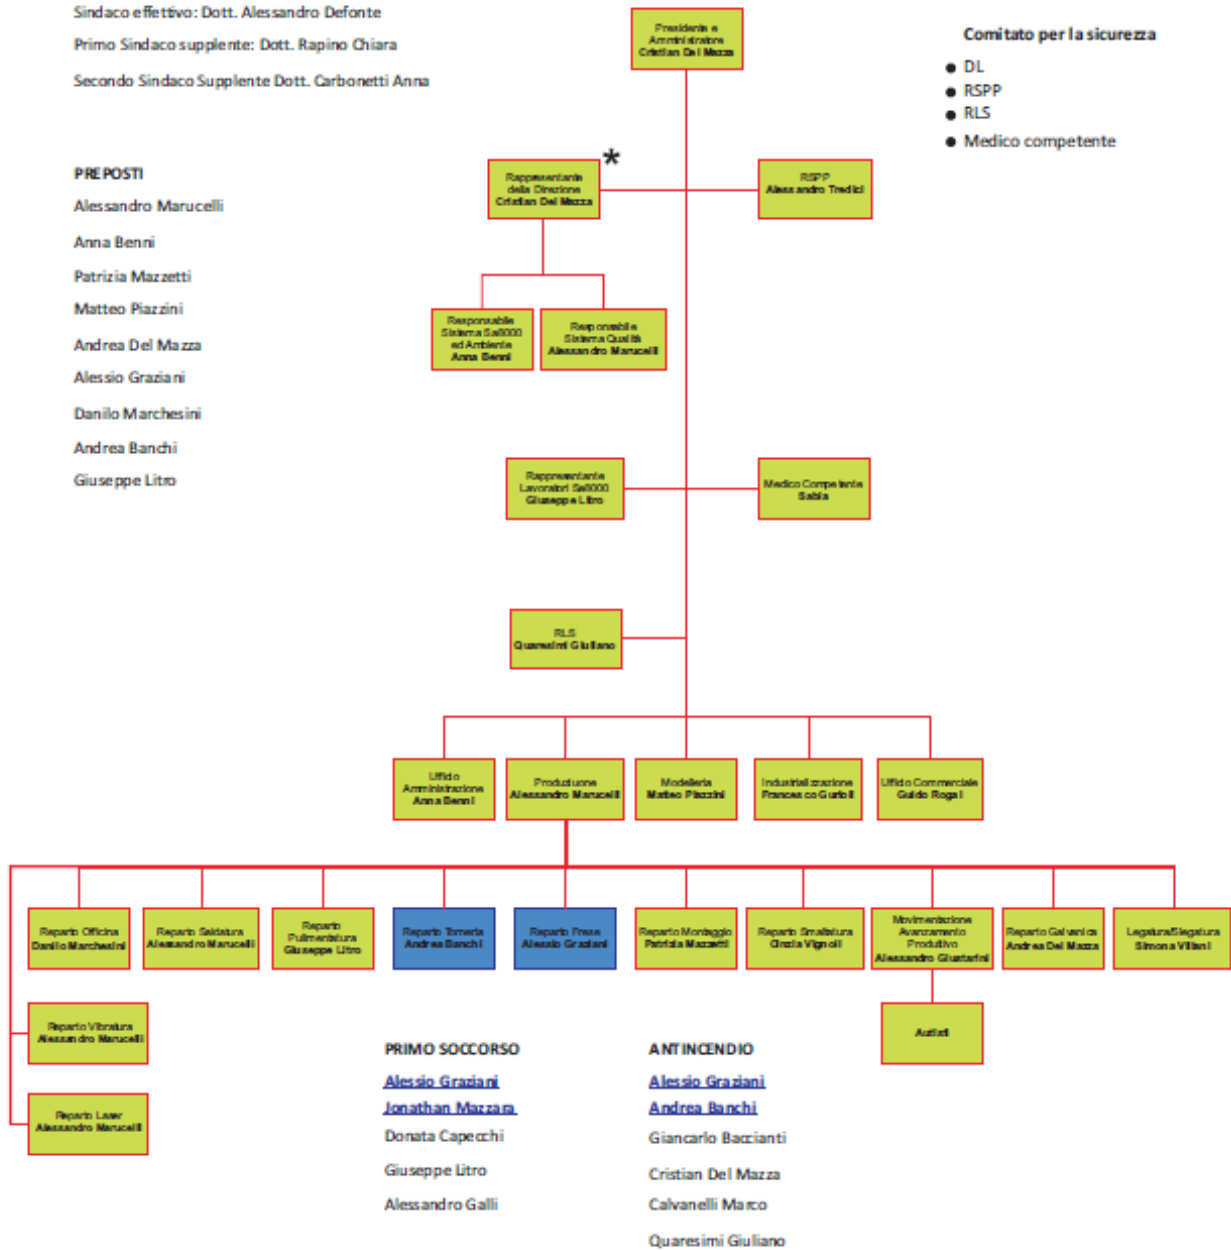 Sindaco effettivo: Dott. Alessandro Defonte
Primo Sindaco supplente: Dott. Rapino Chiara
Secondo Sindaco Supplente Dott. Carbonetti Anna
Presidente e
Amministratore
Cristian Del Mazza
Comitato per la sicurezza
● DL
● RSPP
● RLS
● Medico competente
PREPOSTI
Alessandro Marucelli
Anna Benni
Patrizia Mazzetti
Matteo Piazzini
Andrea Del Mazza
Alessio Graziani
Danilo Marchesini
Andrea Banchi
Giuseppe Litro
Rappresentante
della Direzione
Cristian Del Mazza
*
RSPP
Alessandro Tredici
Responsabile
Sistema Sa8000
ed Ambiente
Anna Benni
Responsabile
Sistema Qualità
Alessandro Marucelli
Rappresentante
Lavoratori Sa8000
Giuseppe Litro
Medico Competente
Sabia
RLS
Quaresimi Giuliano
Ufficio
Amministrazione
Anna Benni
Produzuone
Alessandro Marucelli
Modelleria
Matteo Piazzini
Industrializzazione
Francesco
Ufficio Commerciale
Guido Rogai
Reparto Officina
Danilo Marchesini
Reparto Saldatura
Alessandro Marucelli
Reparto
Pulimentatura
Giuseppe Litro
Reparto Torneria
Andrea Banchi
Reparto Frese
Alessio Graziani
Reparto Montaggio
Patrizia Mazzetti
Reparto Smaltatura
Cinzia Vignoli
Movimentazione
Avanzamento
Produttivo
Alessandro Giustarini
Reparto Galvanica
Andrea Del Mazza
Legatura/Slegatura
Simona Villani
Reparto Vibratura
Alessandro Marucelli
Autisti
Reparto Laser
Alessandro Marucelli
PRIMO SOCCORSO
Alessio Graziani
Jonathan Mazzara
Donata Capecchi
Giuseppe Litro
Alessandro Galli
ANTINCENDIO
Alessio Graziani
Andrea Banchi
Giancarlo Baccianti
Cristian Del Mazza
Calvanelli Marco
Quaresimi Giuliano